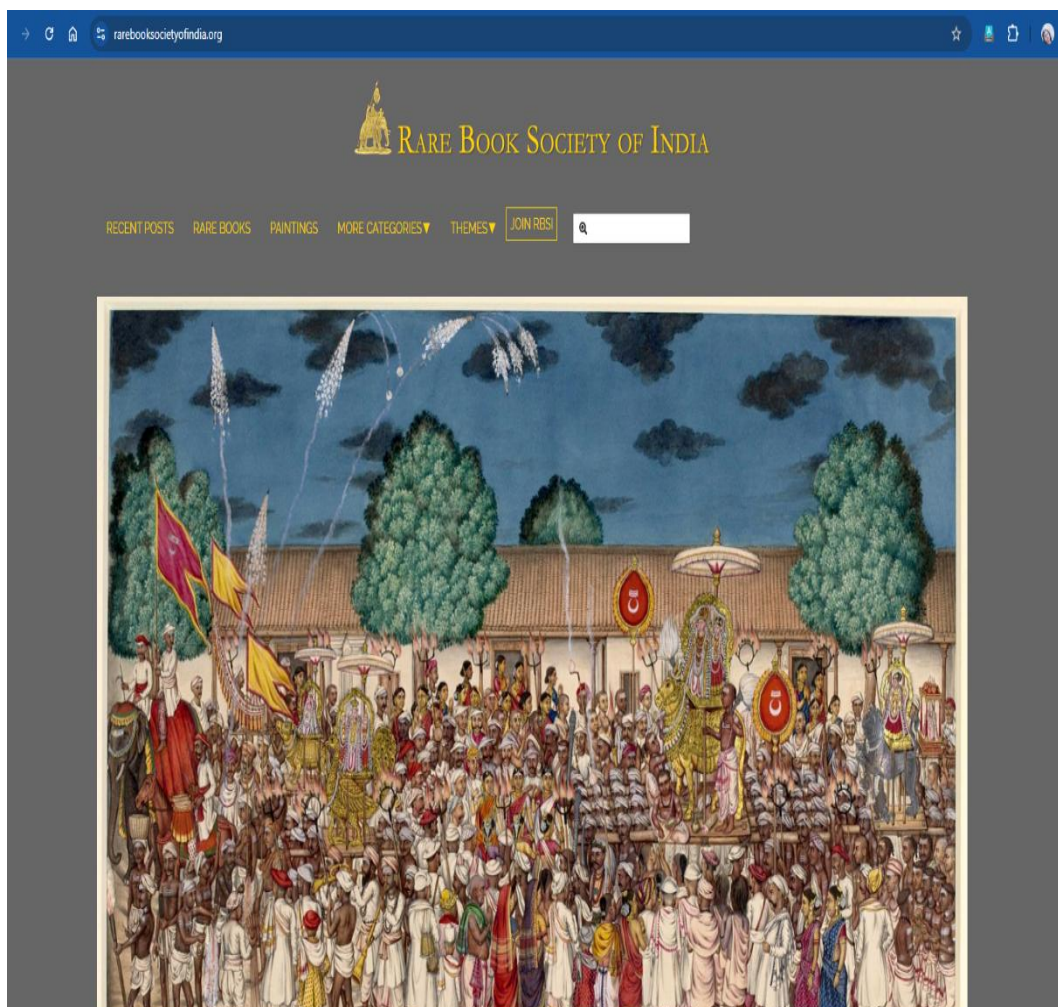 rarebooksocietyofindia.org
RARE BOOK SOCIETY OF INDIA
RECENT POSTS RARE BOOKS PAINTINGS MORE CATEGORIES▼ THEMES▼ JOIN RBSI